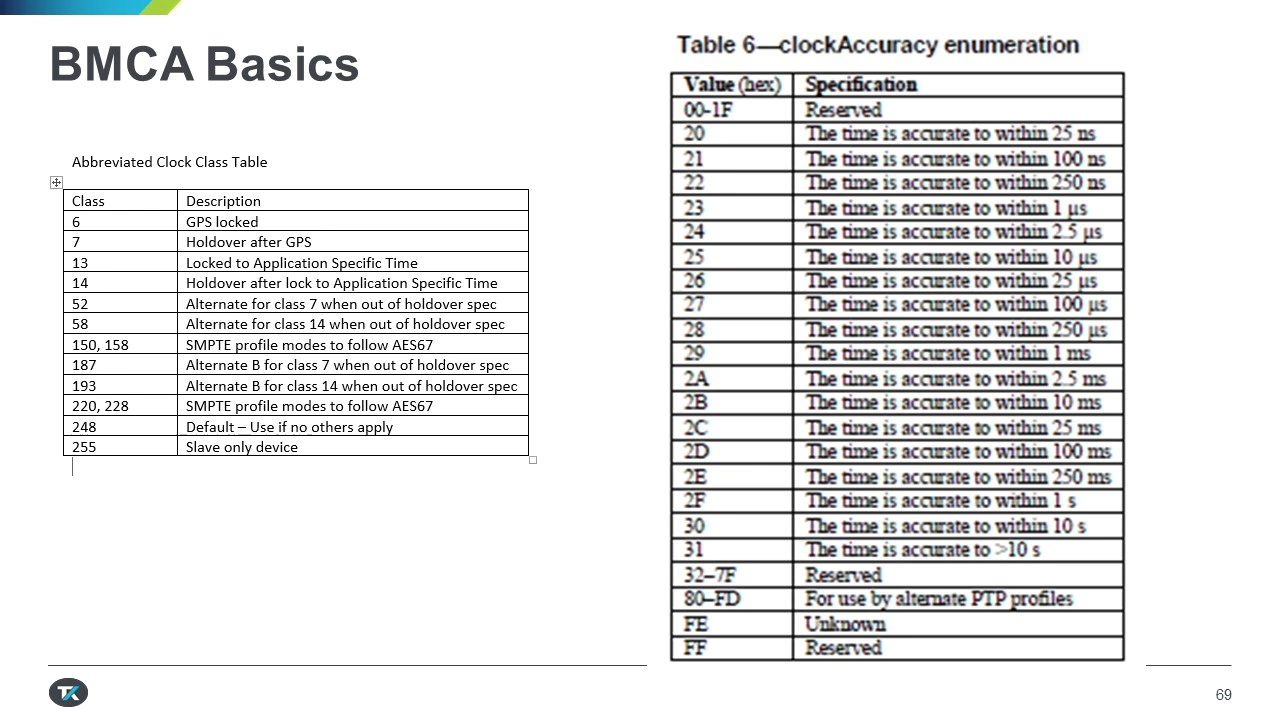 BMCA Basics
Abbreviated Clock Class Table
Class Description
6 GPS locked
7 Holdover after GPS
13 Locked to Application Specific Time
14 Holdover after lock to Application Specific Time
52 Alternate for class 7 when out of holdover spec
58 Alternate for class 14 when out of holdover spec
150, 158 SMPTE profile modes to follow AES67
187 Alternate B for class 7 when out of holdover spec
193 Alternate B for class 14 when out of holdover spec
220, 228 SMPTE profile modes to follow AES67
248 Default – Use if no others apply
255 Slave only device
Table 6—clockAccuracy enumeration
Value (hex) Specification
00-1F Reserved
20 The time is accurate to within 25 ns
21 The time is accurate to within 100 ns
22 The time is accurate to within 250 ns
23 The time is accurate to within 1 µs
24 The time is accurate to within 2.5 µs
25 The time is accurate to within 10 µs
26 The time is accurate to within 25 µs
27 The time is accurate to within 100 µs
28 The time is accurate to within 250 µs
29 The time is accurate to within 1 ms
2A The time is accurate to within 2.5 ms
2B The time is accurate to within 10 ms
2C The time is accurate to within 25 ms
2D The time is accurate to within 100 ms
2E The time is accurate to within 250 ms
2F The time is accurate to within 1 s
30 The time is accurate to within 10 s
31 The time is accurate to >10 s
32–7F Reserved
80–FD For use by alternate PTP profiles
FE Unknown
FF Reserved
TX
69